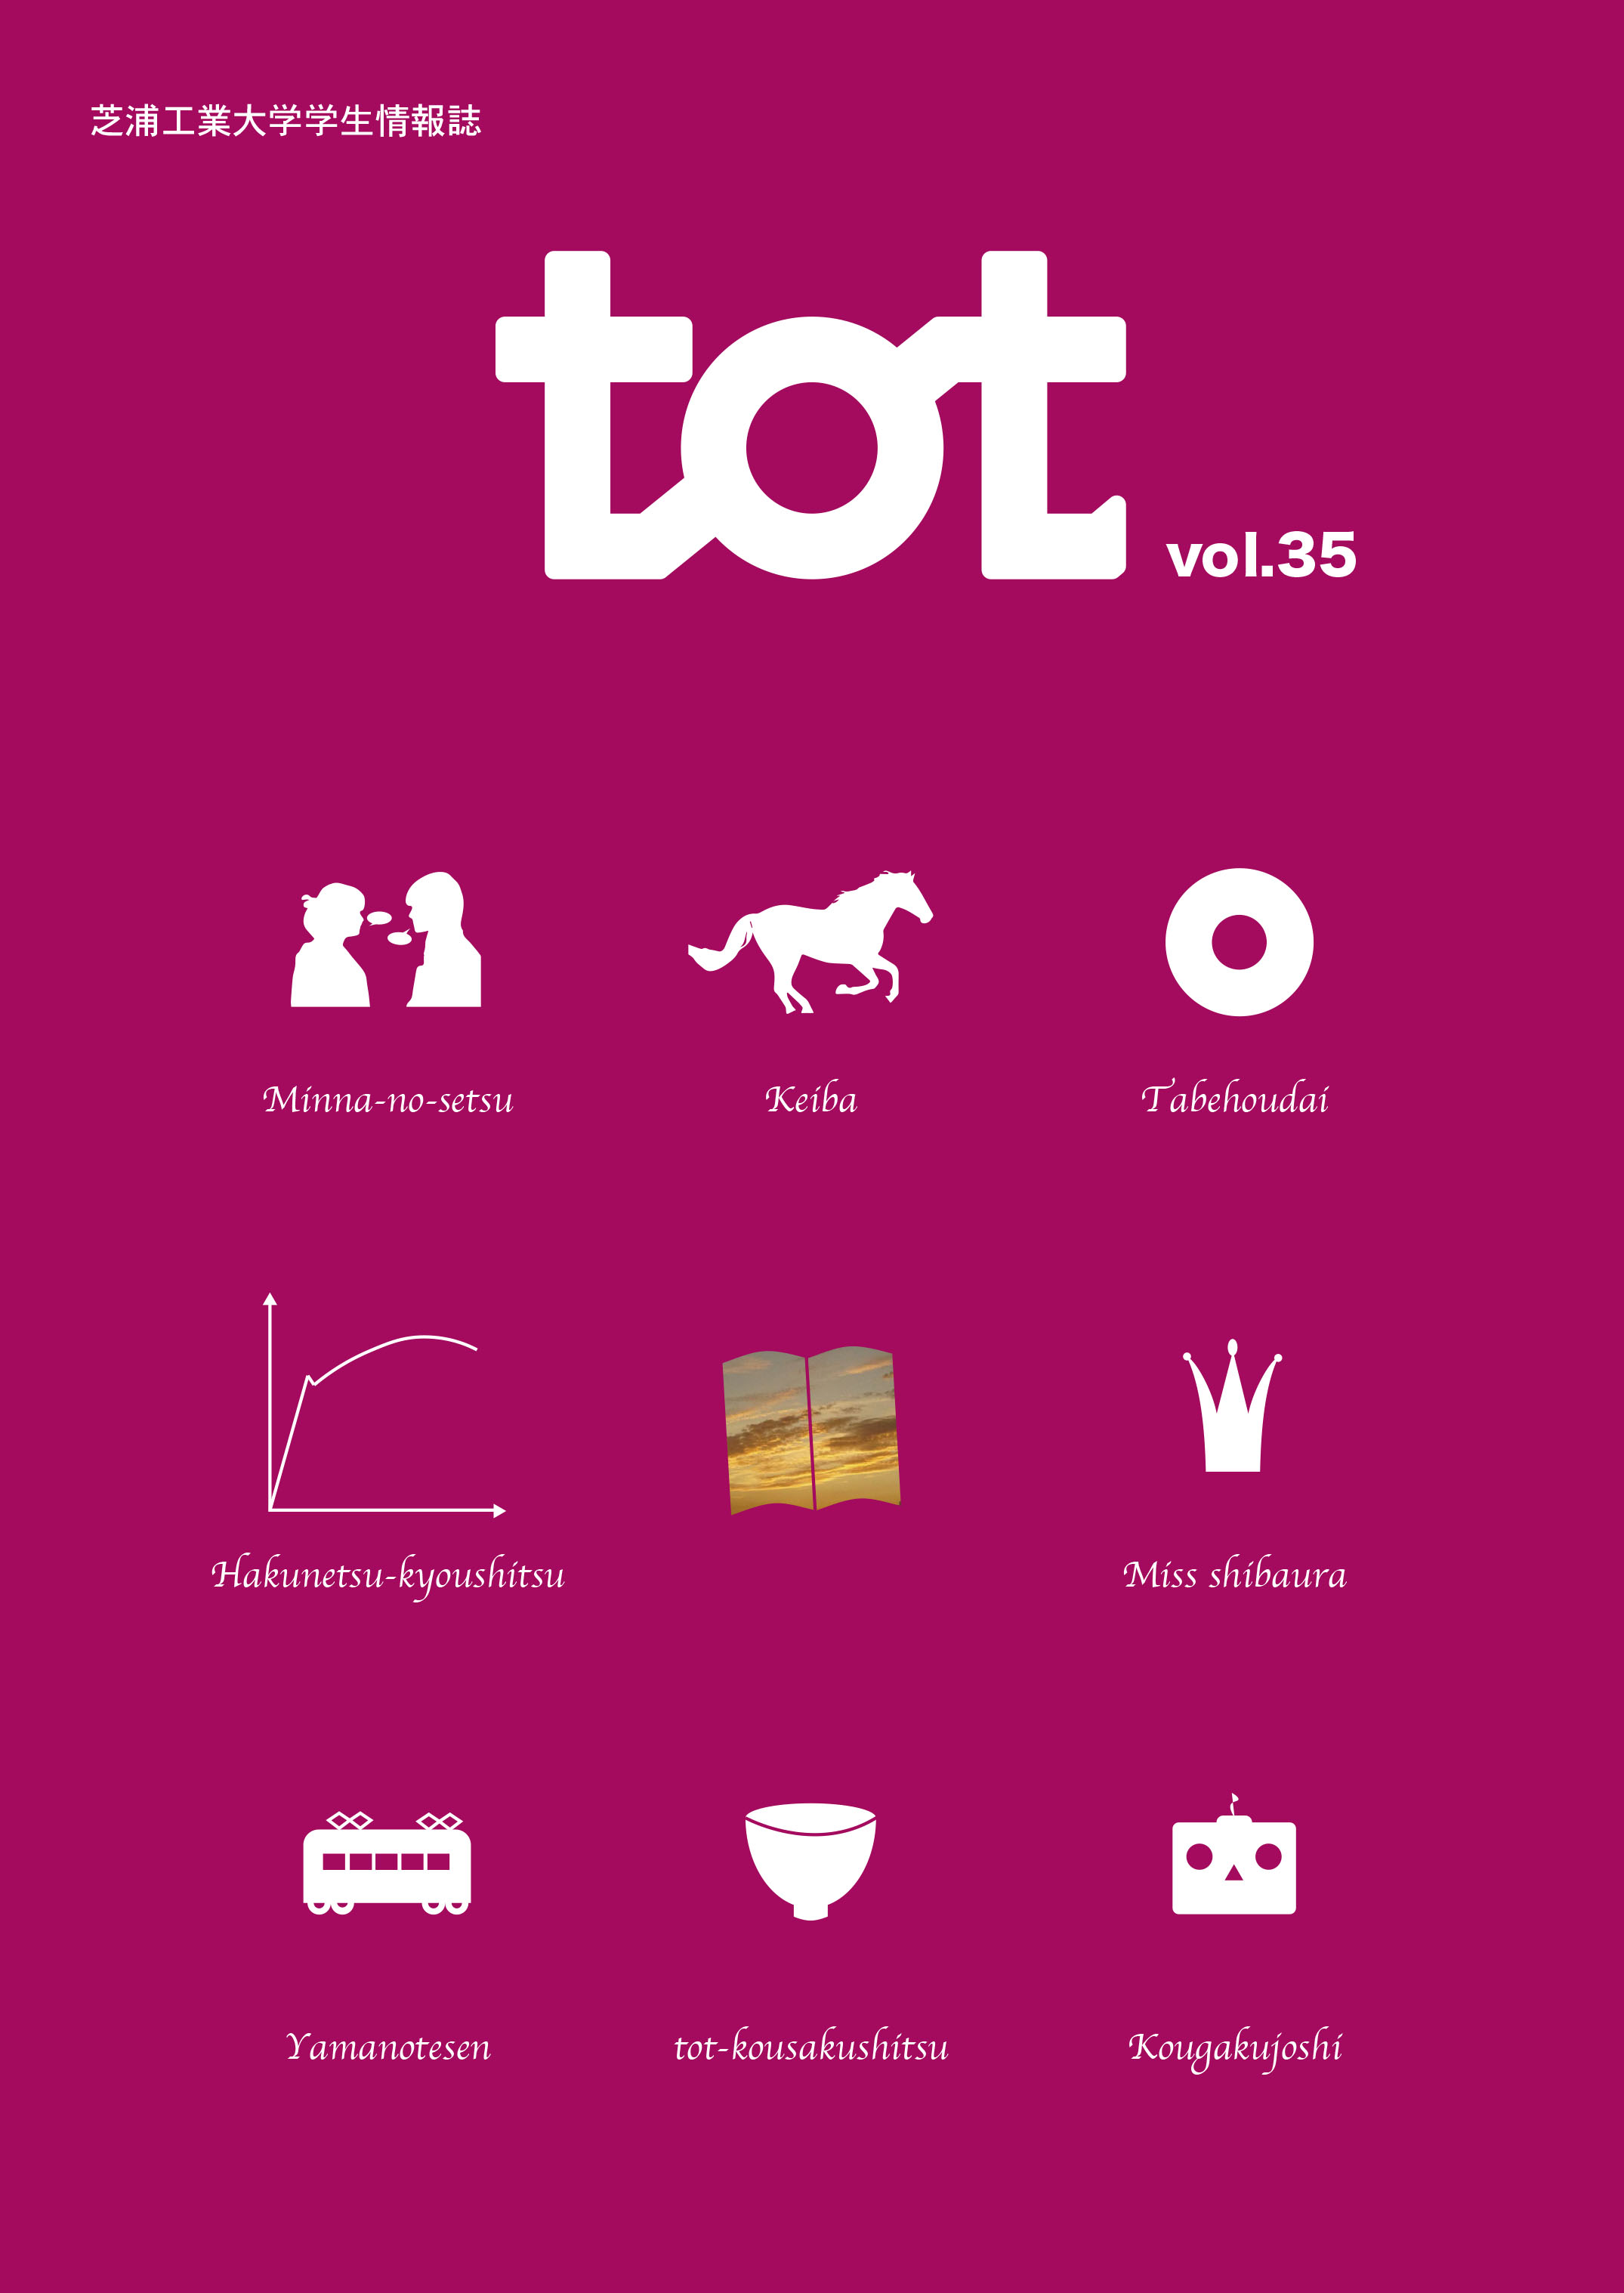 芝浦工業大学学生情報誌
tot
vol.35
Minna-no-setsu
Keiba
Tabehoudai
Hakunetsu-kyoushitsu
Miss shibaura
Yamanotesen
tot-kousakushitsu
Kougakujoshi